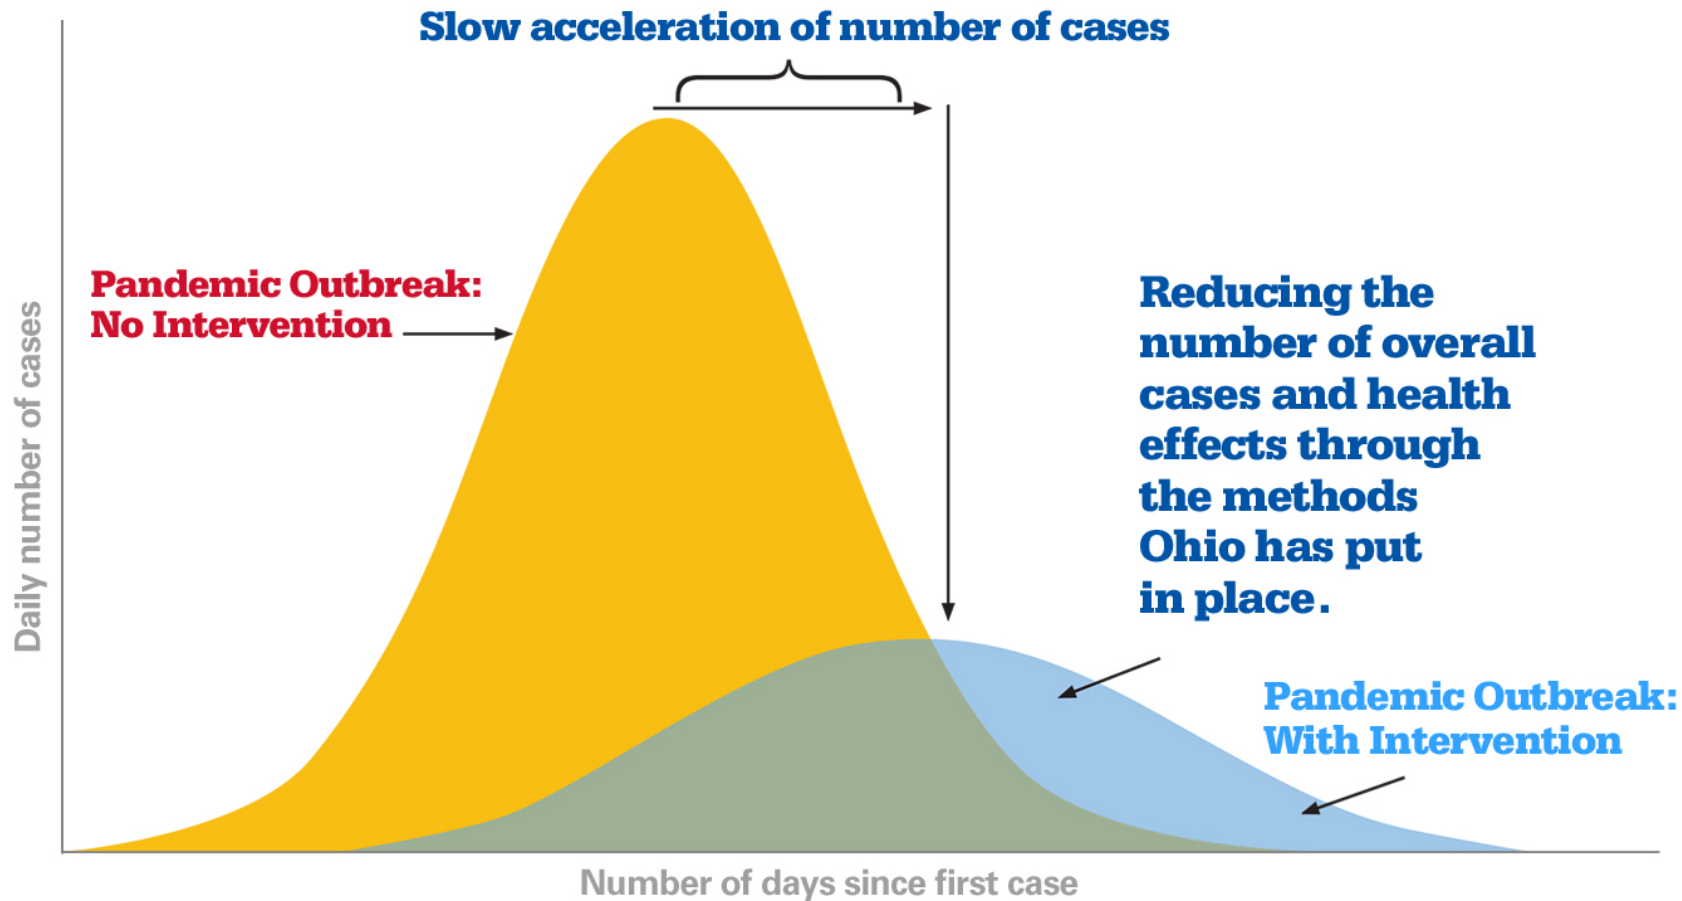 Slow acceleration of number of cases
Pandemic Outbreak:
No Intervention
Reducing the
number of overall
cases and health
effects through
the methods
Ohio has put
in place.
Pandemic Outbreak:
With Intervention
Daily number of cases
Number of days since first case